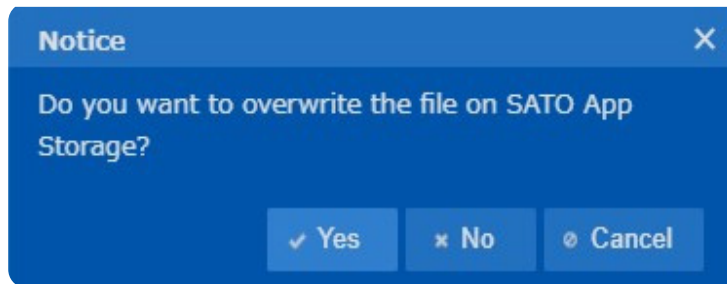 Notice
Do you want to overwrite the file on SATO App
Storage?
Yes No Cancel